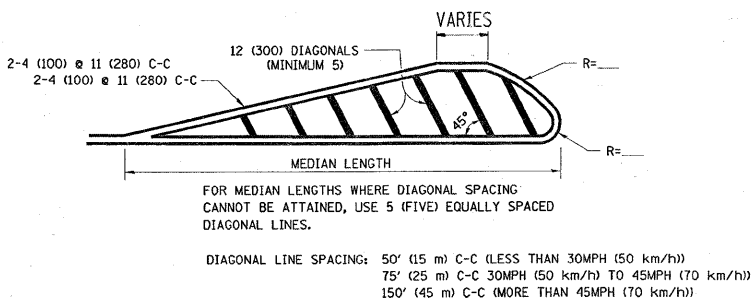 VARIES
12 (300) DIAGONALS
(MINIMUM 5)
2-4 (100) @ 11 (280) C-C
2-4 (100) @ 11 (280) C-C
R=___
45°
R=___
MEDIAN LENGTH
FOR MEDIAN LENGTHS WHERE DIAGONAL SPACING
CANNOT BE ATTAINED, USE 5 (FIVE) EQUALLY SPACED
DIAGONAL LINES.
DIAGONAL LINE SPACING: 50' (15 m) C-C (LESS THAN 30MPH (50 km/h))
75' (25 m) C-C 30MPH (50 km/h) TO 45MPH (70 km/h))
150' (45 m) C-C (MORE THAN 45MPH (70 km/h))